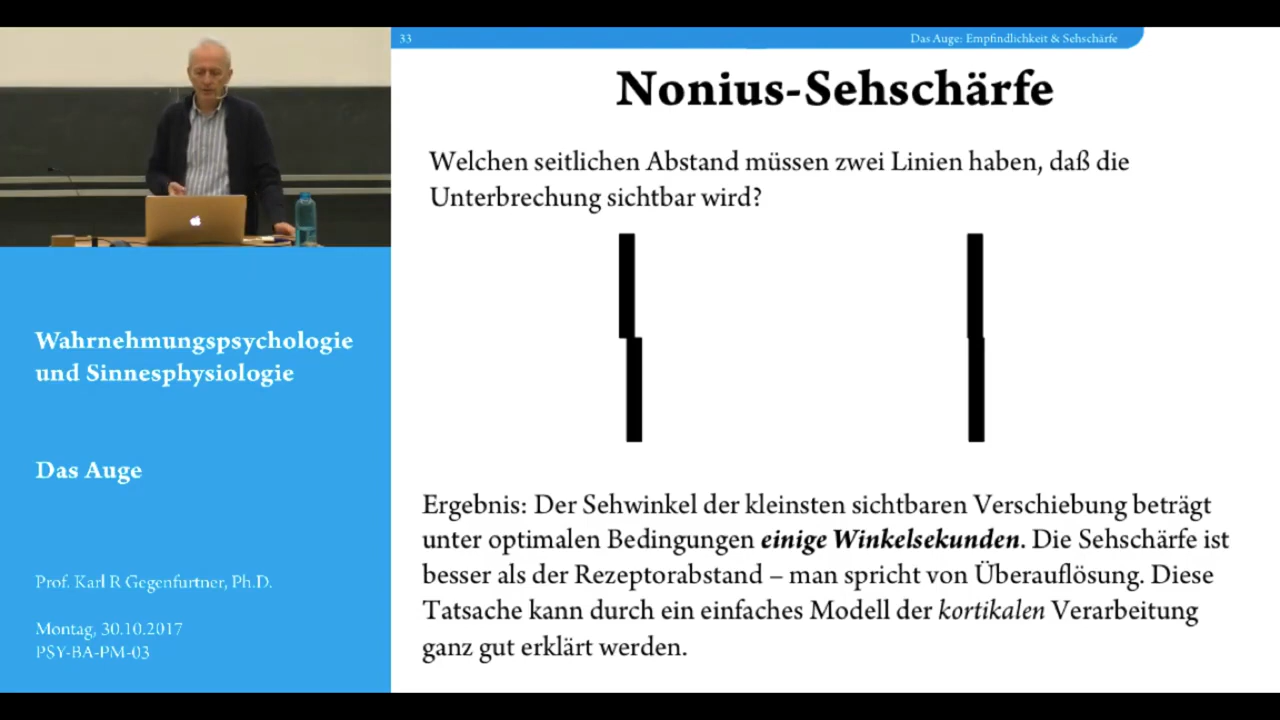 33
Das Auge: Empfindlichkeit & Sehschärfe
Nonius-Sehschärfe
Welchen seitlichen Abstand müssen zwei Linien haben, daß die
Unterbrechung sichtbar wird?
Ergebnis: Der Sehwinkel der kleinsten sichtbaren Verschiebung beträgt
unter optimalen Bedingungen einige Winkelsekunden. Die Sehschärfe ist
besser als der Rezeptorabstand – man spricht von Überauflösung. Diese
Tatsache kann durch ein einfaches Modell der kortikalen Verarbeitung
ganz gut erklärt werden.
Wahrnehmungspsychologie
und Sinnesphysiologie
Das Auge
Prof. Karl R Gegenfurtner, Ph.D.
Montag, 30.10.2017
PSY-BA-PM-03